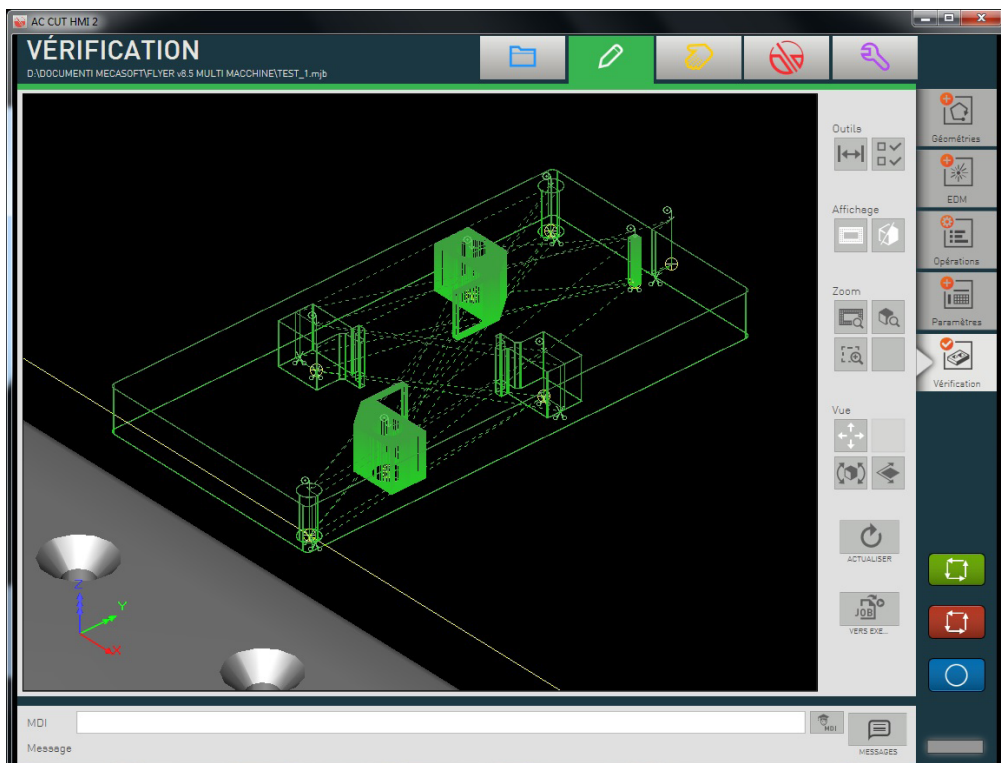 AC CUT HMI 2
VÉRIFICATION
D:\DOCUMENTI MECASOFT\FLYER v8.5 MULTI MACCHINE\TEST_1.mjb
Outils
Affichage
Zoom
Vue
ACTUALISER
JOB
VERS EXE...
Géométries
EDM
Opérations
Paramètres
Vérification
Z
Y
X
MDI
MDI
Message
MESSAGES